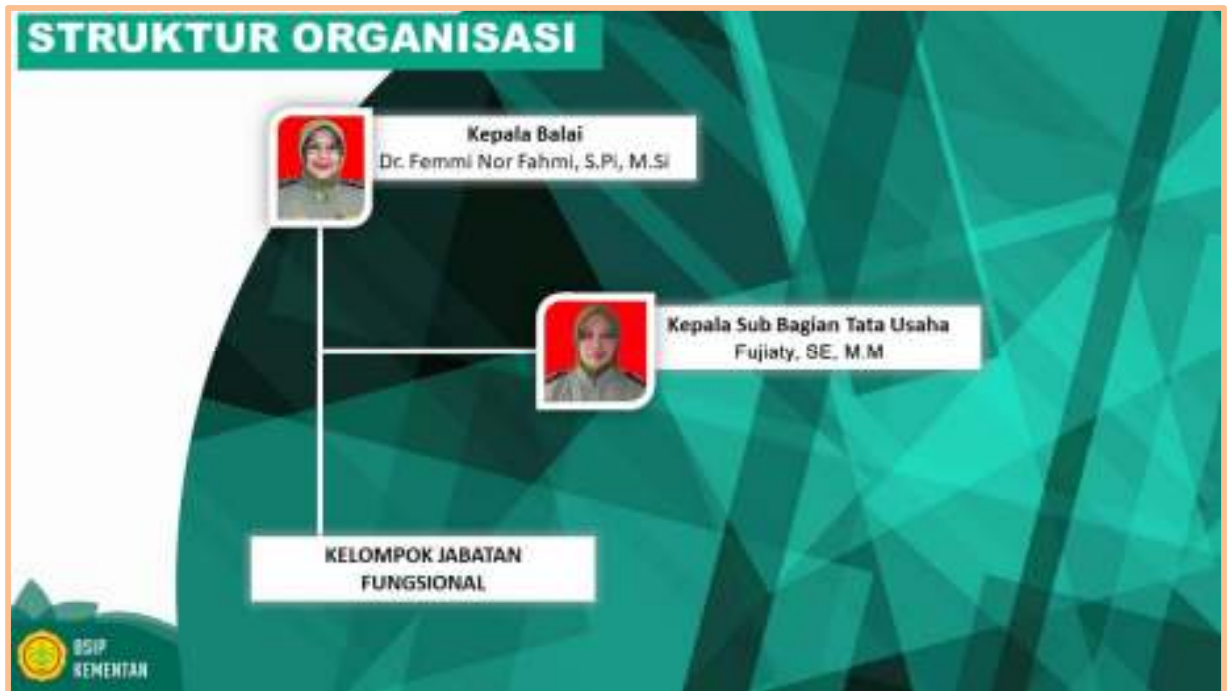 STRUKTUR ORGANISASI
Kepala Balai
Dr. Femmi Nor Fahmi, S.Pi, M.Si
Kepala Sub Bagian Tata Usaha
Fujiaty, SE, M.M
KELOMPOK JABATAN
FUNGSIONAL
BSIP
KEMENTAN